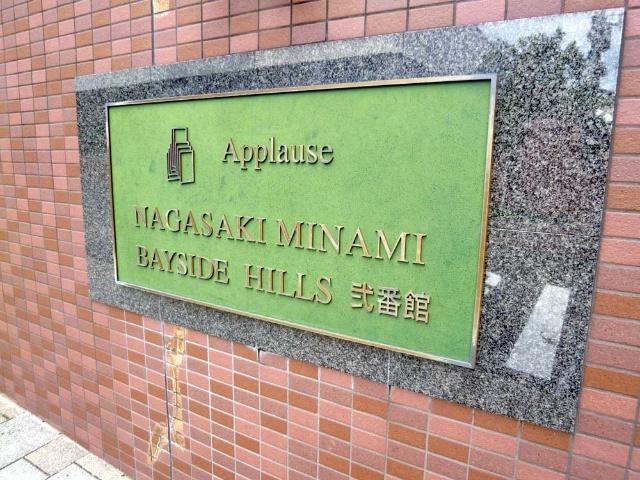 Applause
NAGASAKI MINAMI
BAYSIDE HILLS 弐番館